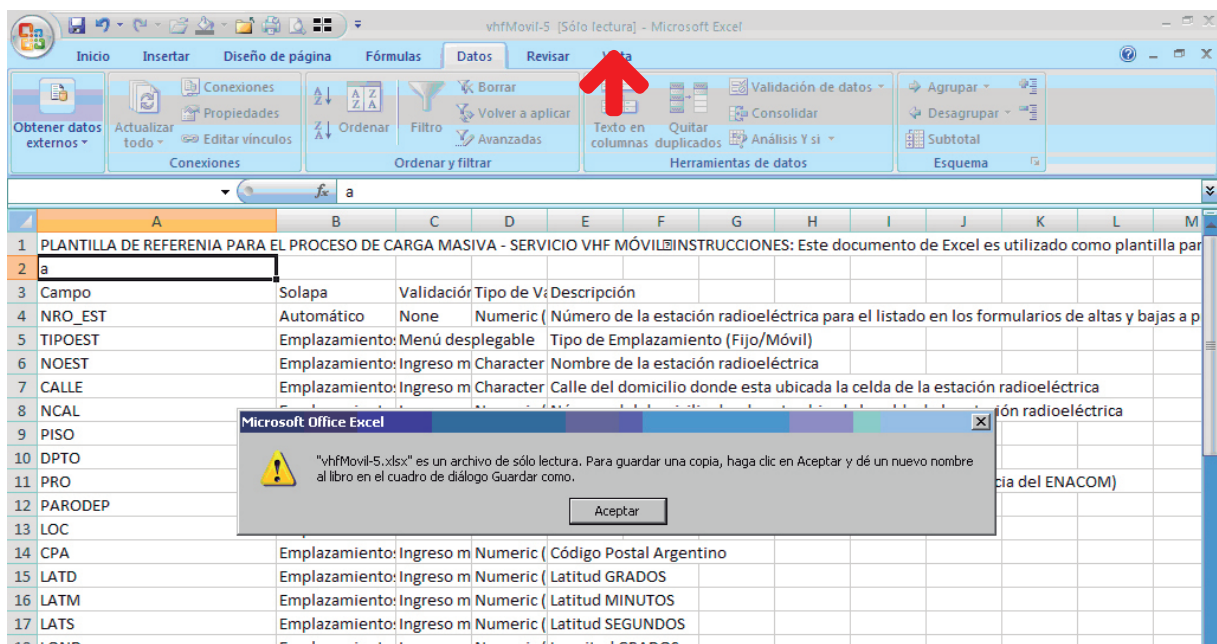 vhfMovil-5 [Sólo lectura] - Microsoft Excel
Inicio Insertar Diseño de página Fórmulas Datos Revisar
Obtener datos externos
Actualizar todo
Conexiones
Propiedades
Editar vínculos
Conexiones
Ordenar
Filtro
Borrar
Volver a aplicar
Avanzadas
Ordenar y filtrar
Texto en columnas
Quitar duplicados
Validación de datos
Consolidar
Análisis Y si
Herramientas de datos
Agrupar
Desagrupar
Subtotal
Esquema
fx a
A B C D E F G H I J K L M
1 PLANTILLA DE REFERENIA PARA EL PROCESO DE CARGA MASIVA - SERVICIO VHF MÓVIL⍰INSTRUCCIONES: Este documento de Excel es utilizado como plantilla par
2 a
3 Campo Solapa Validación Tipo de Va Descripción
4 NRO_EST Automático None Numeric ( Número de la estación radioeléctrica para el listado en los formularios de altas y bajas a p
5 TIPOEST Emplazamiento: Menú desplegable Tipo de Emplazamiento (Fijo/Móvil)
6 NOEST Emplazamiento: Ingreso m Character Nombre de la estación radioeléctrica
7 CALLE Emplazamiento: Ingreso m Character Calle del domicilio donde esta ubicada la celda de la estación radioeléctrica
8 NCAL ión radioeléctrica
9 PISO
10 DPTO
11 PRO cia del ENACOM)
12 PARODEP
13 LOC
Microsoft Office Excel
"vhfMovil-5.xlsx" es un archivo de sólo lectura. Para guardar una copia, haga clic en Aceptar y dé un nuevo nombre
al libro en el cuadro de diálogo Guardar como.
Aceptar
14 CPA Emplazamiento: Ingreso m Numeric ( Código Postal Argentino
15 LATD Emplazamiento: Ingreso m Numeric ( Latitud GRADOS
16 LATM Emplazamiento: Ingreso m Numeric ( Latitud MINUTOS
17 LATS Emplazamiento: Ingreso m Numeric ( Latitud SEGUNDOS